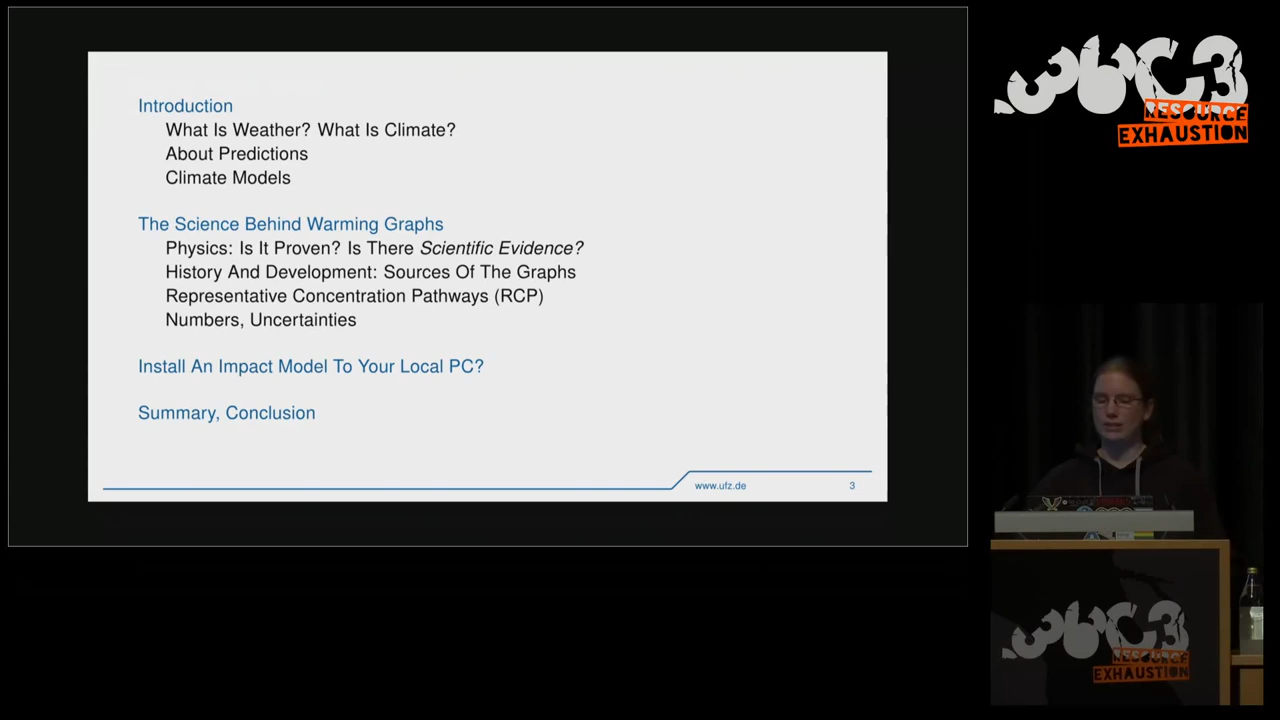 Introduction
What Is Weather? What Is Climate?
About Predictions
Climate Models
The Science Behind Warming Graphs
Physics: Is It Proven? Is There Scientific Evidence?
History And Development: Sources Of The Graphs
Representative Concentration Pathways (RCP)
Numbers, Uncertainties
Install An Impact Model To Your Local PC?
Summary, Conclusion
www.ufz.de
3
36C3
RESOURCE
EXHAUSTION
36C3
RESOURCE
EXHAUSTION